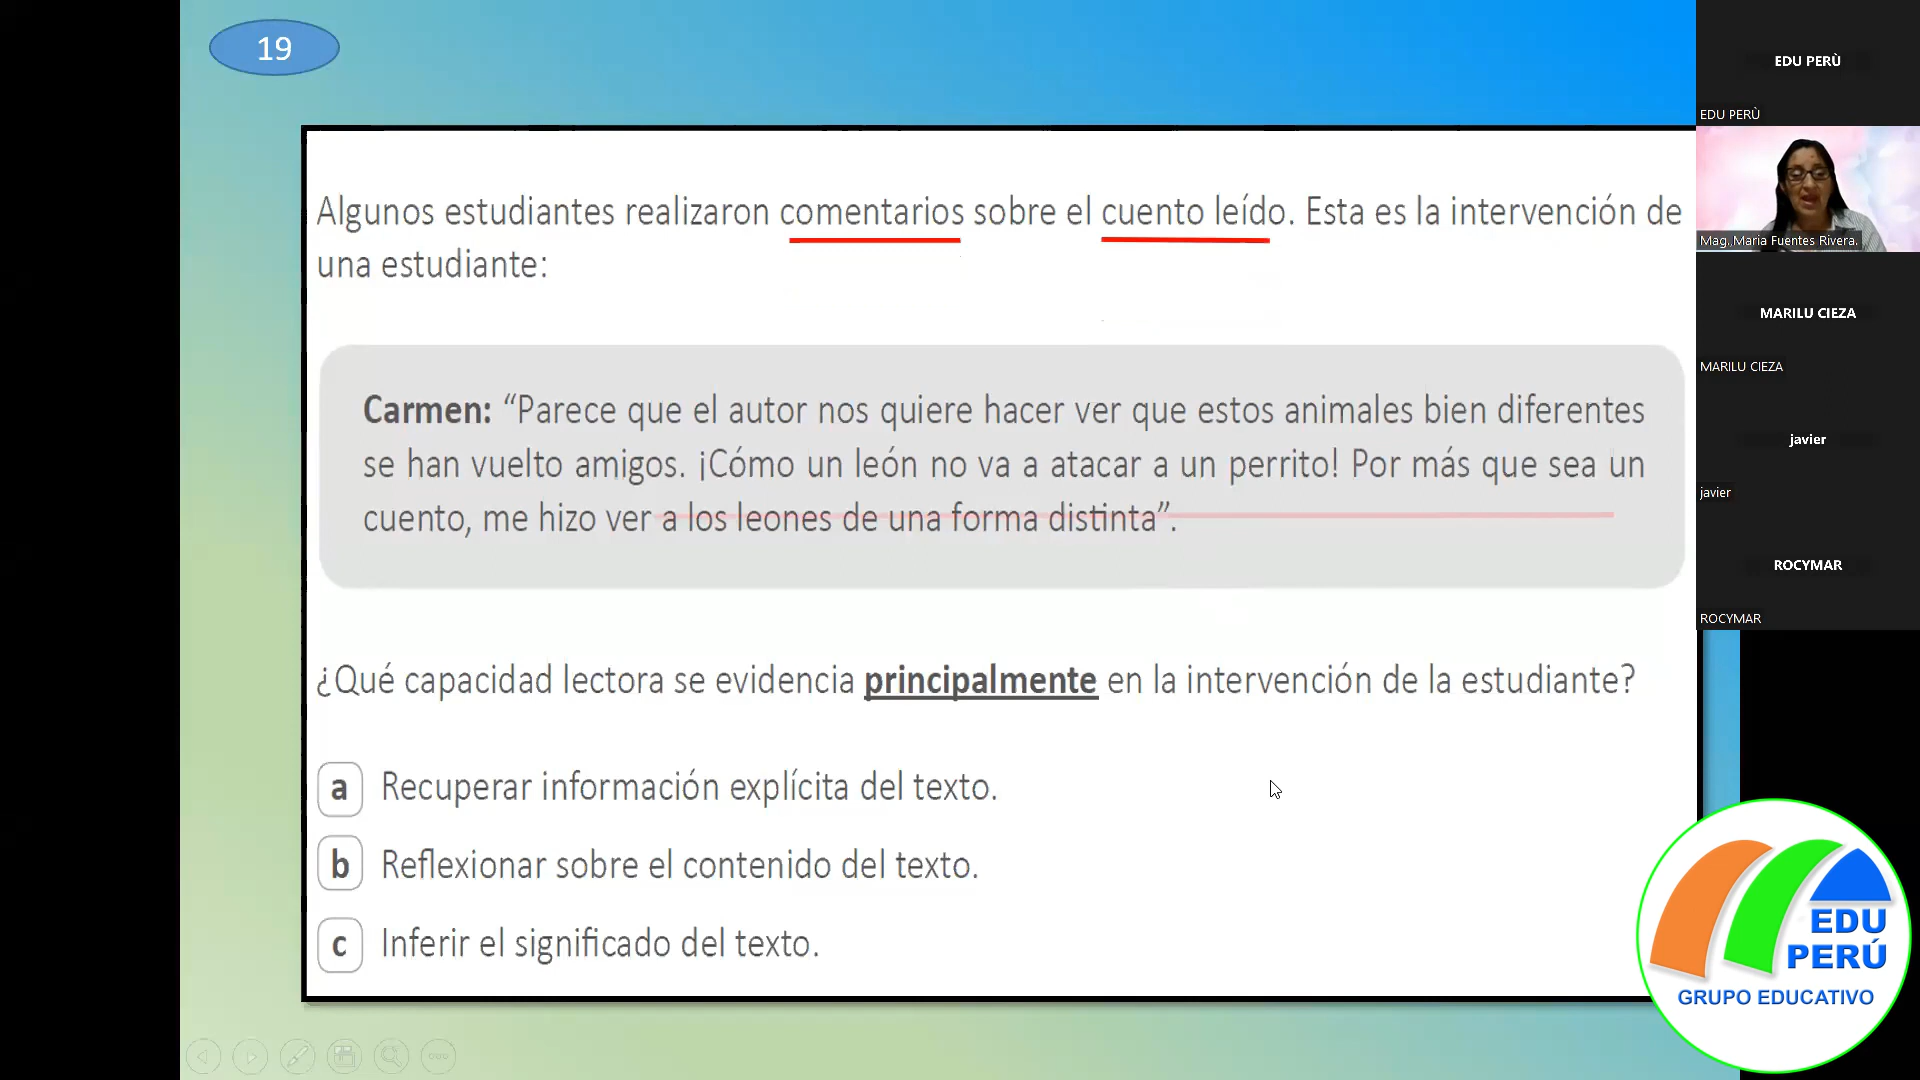 19
Algunos estudiantes realizaron comentarios sobre el cuento leído. Esta es la intervención de
una estudiante:
Carmen: “Parece que el autor nos quiere hacer ver que estos animales bien diferentes
se han vuelto amigos. ¡Cómo un león no va a atacar a un perrito! Por más que sea un
cuento, me hizo ver a los leones de una forma distinta”.
¿Qué capacidad lectora se evidencia principalmente en la intervención de la estudiante?
a Recuperar información explícita del texto.
b Reflexionar sobre el contenido del texto.
c Inferir el significado del texto.
EDU PERÙ
EDU PERÙ
Mag. Maria Fuentes Rivera.
MARILU CIEZA
MARILU CIEZA
javier
javier
ROCYMAR
ROCYMAR
EDU
PERÚ
GRUPO EDUCATIVO